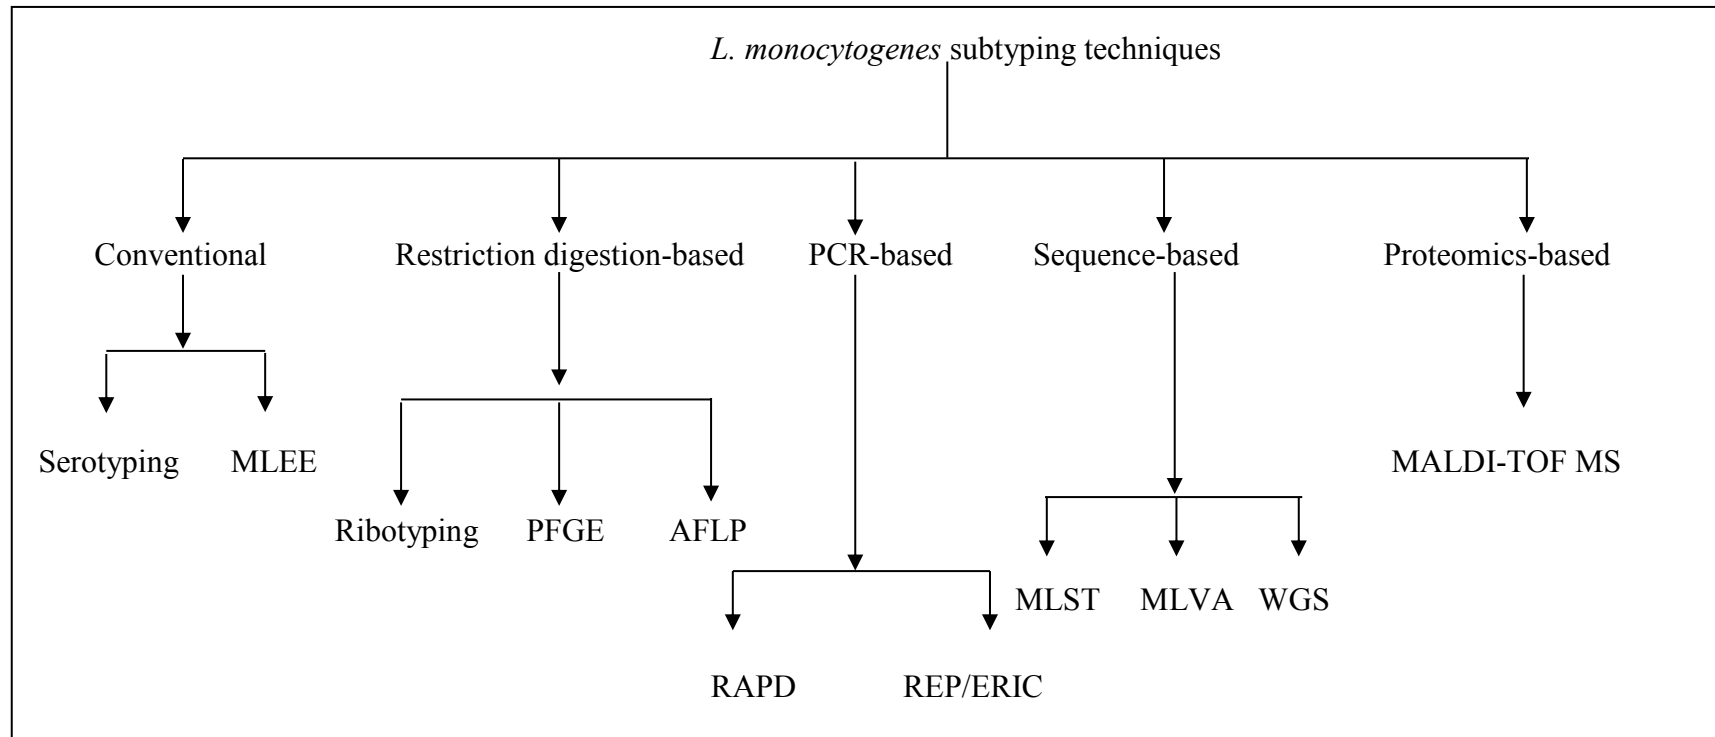 L. monocytogenes subtyping techniques
Conventional Restriction digestion-based PCR-based Sequence-based Proteomics-based
Serotyping MLEE MALDI-TOF MS
Ribotyping PFGE AFLP
MLST MLVA WGS
RAPD REP/ERIC